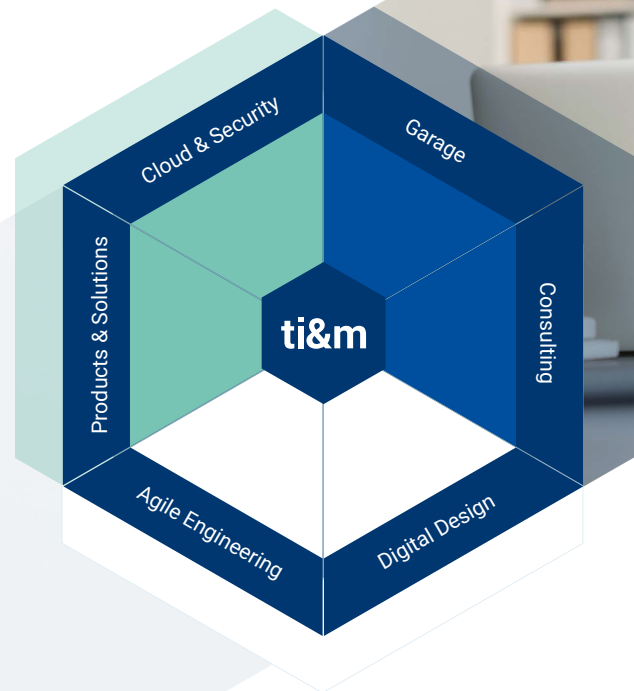 Cloud & Security
Garage
Products & Solutions
ti&m
Consulting
Agile Engineering
Digital Design